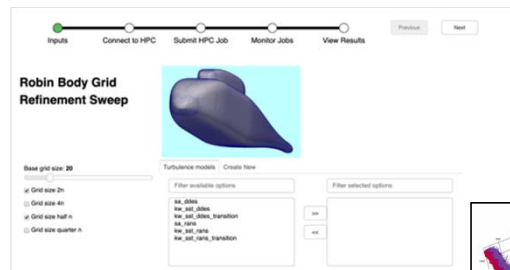 Previous
Next
Inputs
Connect to HPC
Submit HPC Job
Monitor Jobs
View Results
Robin Body Grid
Refinement Sweep
Base grid size: 20
Grid size 2n
Grid size 4n
Grid size half n
Grid size quarter n
Turbulence models
Create New
Filter available options
sa_ddes
kw_sst_ddes
kw_sst_ddes_transition
sa_rans
kw_sst_rans
kw_sst_rans_transition
>>
<<
Filter selected options